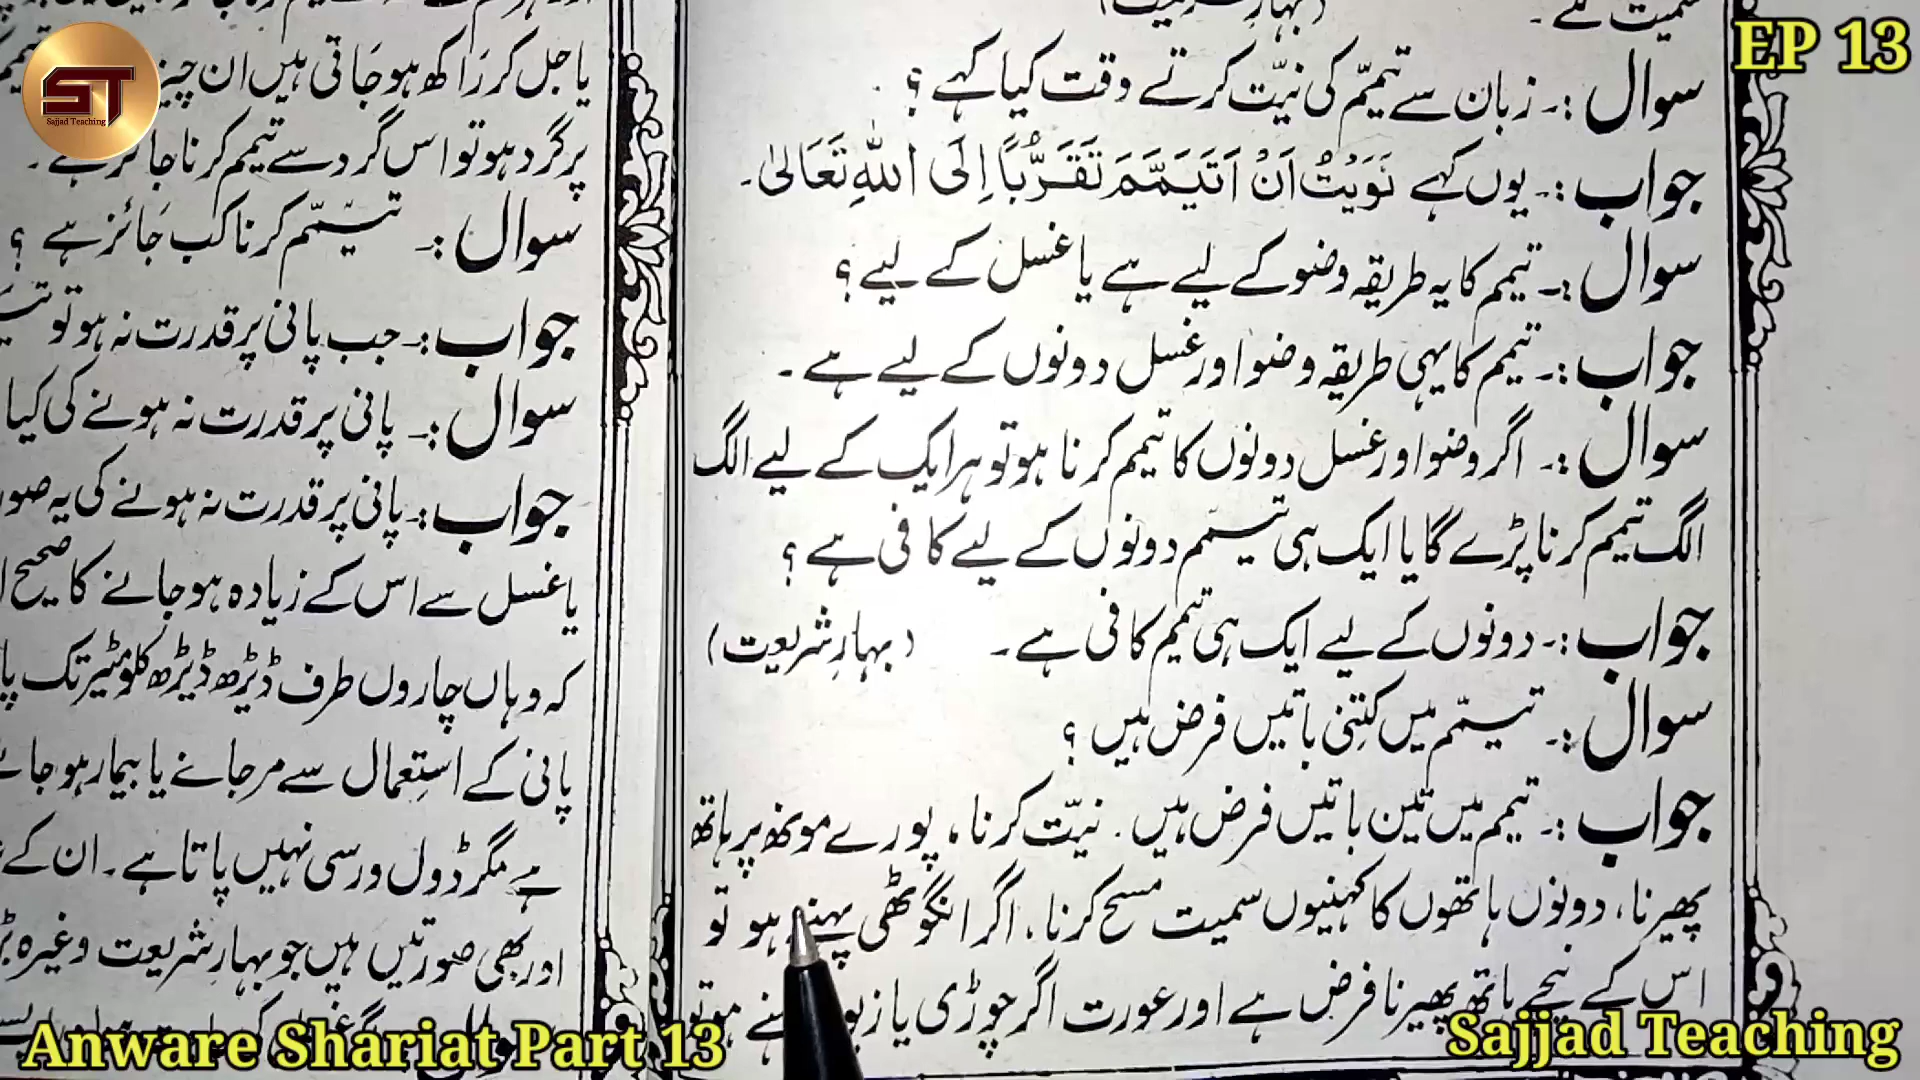 سمیت لے ۔ (بہارِ شریعت)
سوال :۔ زبان سے تیمّم کی نیّت کرتے وقت کیا کہے ؟
جواب :۔ یوں کہے نَوَیْتُ اَنْ اَتَیَمَّمَ تَقَرُّبًا اِلَی اللہِ تَعَالٰی ۔
سوال :۔ تیمم کا یہ طریقہ وضو کے لیے ہے یا غسل کے لیے ؟
جواب :۔ تیمم کا یہی طریقہ وضو اور غسل دونوں کے لیے ہے ۔
سوال :۔ اگر وضو اور غسل دونوں کا تیمم کرنا ہو تو ہر ایک کے لیے الگ
الگ تیمم کرنا پڑے گا یا ایک ہی تیمم دونوں کے لیے کافی ہے ؟
جواب :۔ دونوں کے لیے ایک ہی تیمم کافی ہے ۔ (بہارِ شریعت)
سوال :۔ تیمّم میں کتنی باتیں فرض ہیں ؟
جواب :۔ تیمم میں تین باتیں فرض ہیں ۔ نیّت کرنا ، پورے مونھ پر ہاتھ
پھیرنا ، دونوں ہاتھوں کا کہنیوں سمیت مسح کرنا ، اگر انگوٹھی پہنے ہو تو
اس کے نیچے ہاتھ پھیرنا فرض ہے اور عورت اگر چوڑی یا
یا جل کر راکھ ہو جاتی ہیں ان
پر گرد ہو تو اس گرد سے تیمم کرنا جائز ہے ۔
سوال :۔ تیمّم کرنا کب جائز ہے ؟
جواب :۔ جب پانی پر قدرت نہ ہو تو
سوال :۔ پانی پر قدرت نہ ہونے کی کیا
جواب :۔ پانی پر قدرت نہ ہونے کی یہ
یا غسل سے اس کے زیادہ ہو جانے کا صحیح
کہ وہاں چاروں طرف ڈیڑھ ڈیڑھ کلومیٹر تک
پانی کے استعمال سے مر جانے یا بیمار ہو
ہے مگر ڈول و رسی نہیں پاتا ہے ۔ ان کے
اور بھی صورتیں ہیں جو بہارِ شریعت وغیرہ
ST
Sajjad Teaching
EP 13
Anware Shariat Part 13
Sajjad Teaching